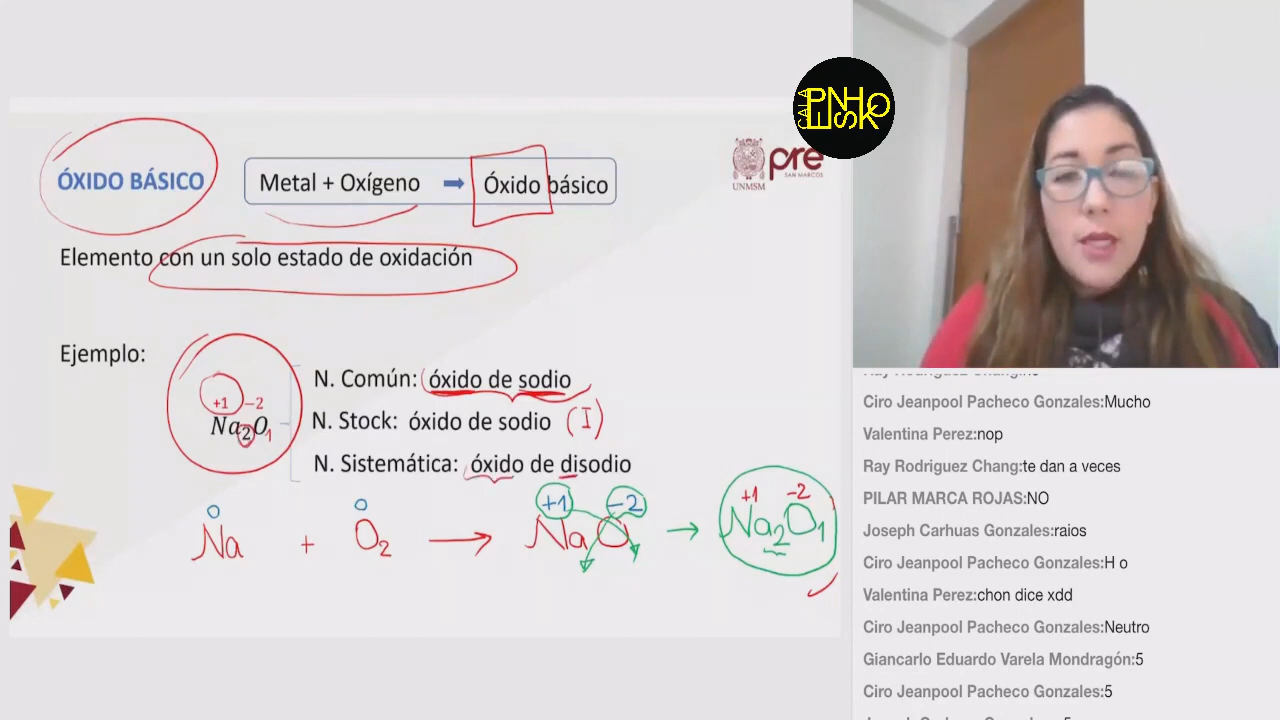 ÓXIDO BÁSICO
Metal + Oxígeno → Óxido básico
Elemento con un solo estado de oxidación
Ejemplo:
+1 −2
Na2O1
N. Común: óxido de sodio
N. Stock: óxido de sodio (I)
N. Sistemática: óxido de disodio
0 0 +1 −2 +1 −2
Na + O2 → NaO → Na2O1
UNMSM
pre
SAN MARCOS
ESCALA
PNHOSK
Ciro Jeanpool Pacheco Gonzales:Mucho
Valentina Perez:nop
Ray Rodriguez Chang:te dan a veces
PILAR MARCA ROJAS:NO
Joseph Carhuas Gonzales:raios
Ciro Jeanpool Pacheco Gonzales:H o
Valentina Perez:chon dice xdd
Ciro Jeanpool Pacheco Gonzales:Neutro
Giancarlo Eduardo Varela Mondragón:5
Ciro Jeanpool Pacheco Gonzales:5